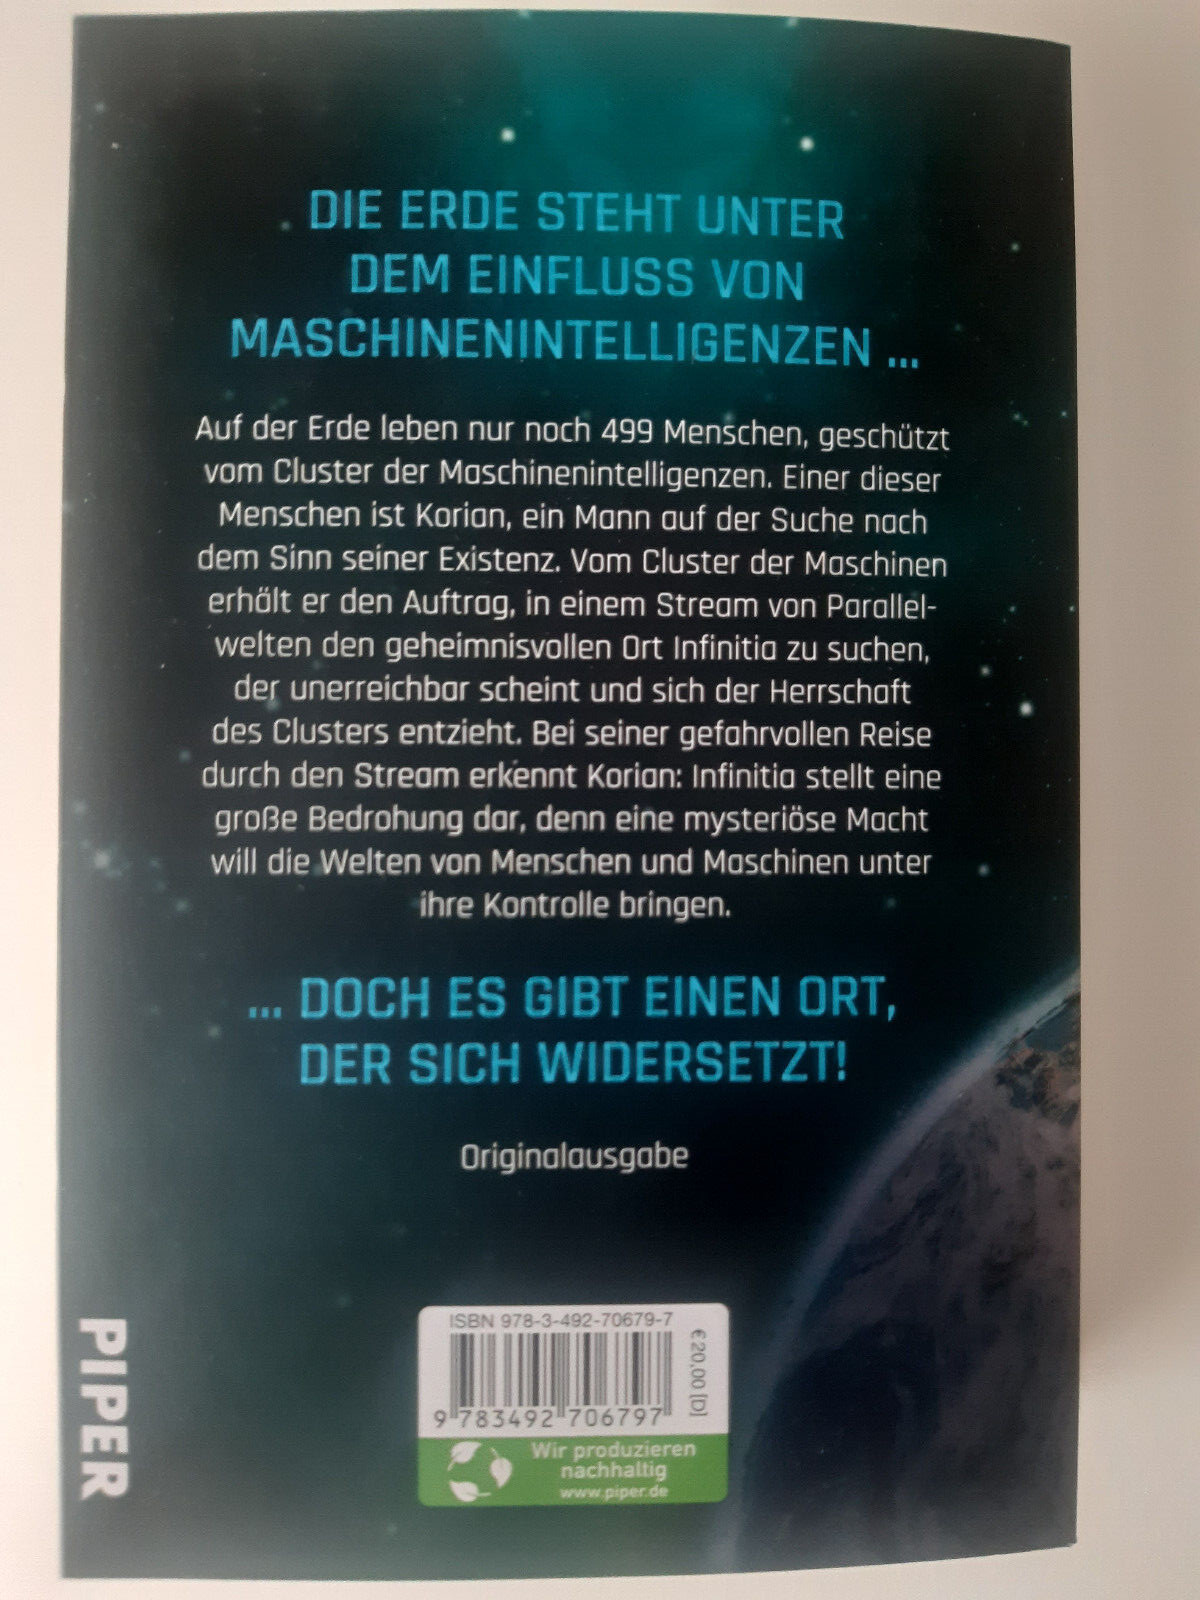 DIE ERDE STEHT UNTER
DEM EINFLUSS VON
MASCHINENINTELLIGENZEN ...
Auf der Erde leben nur noch 499 Menschen, geschützt
vom Cluster der Maschinenintelligenzen. Einer dieser
Menschen ist Korian, ein Mann auf der Suche nach
dem Sinn seiner Existenz. Vom Cluster der Maschinen
erhält er den Auftrag, in einem Stream von Parallel-
welten den geheimnisvollen Ort Infinitia zu suchen,
der unerreichbar scheint und sich der Herrschaft
des Clusters entzieht. Bei seiner gefahrvollen Reise
durch den Stream erkennt Korian: Infinitia stellt eine
große Bedrohung dar, denn eine mysteriöse Macht
will die Welten von Menschen und Maschinen unter
ihre Kontrolle bringen.
... DOCH ES GIBT EINEN ORT,
DER SICH WIDERSETZT!
Originalausgabe
PIPER
ISBN 978-3-492-70679-7
€20,00 [D]
9 783492 706797
Wir produzieren
nachhaltig
www.piper.de